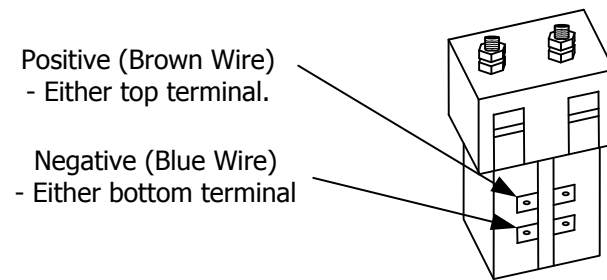 Positive (Brown Wire)
- Either top terminal.
Negative (Blue Wire)
- Either bottom terminal